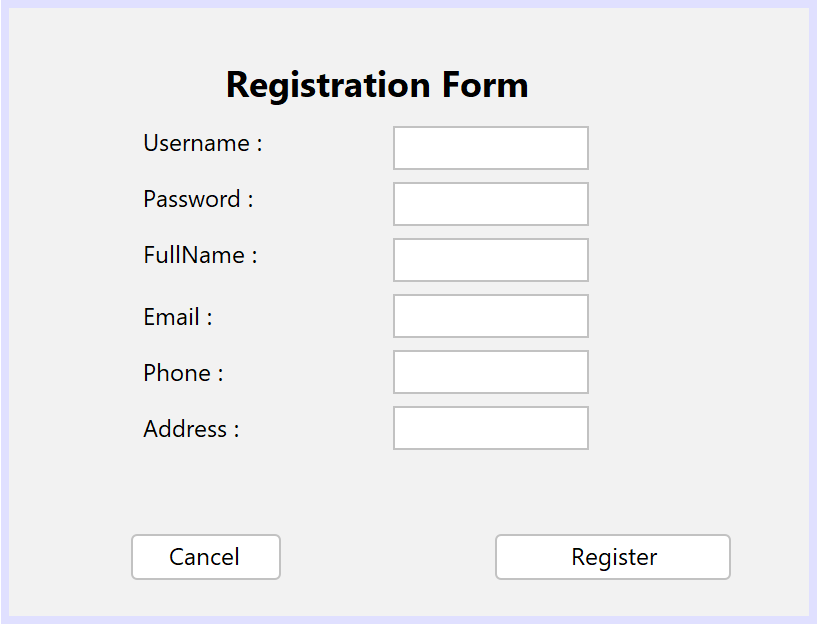 Registration Form
Username :
Password :
FullName :
Email :
Phone :
Address :
Cancel Register